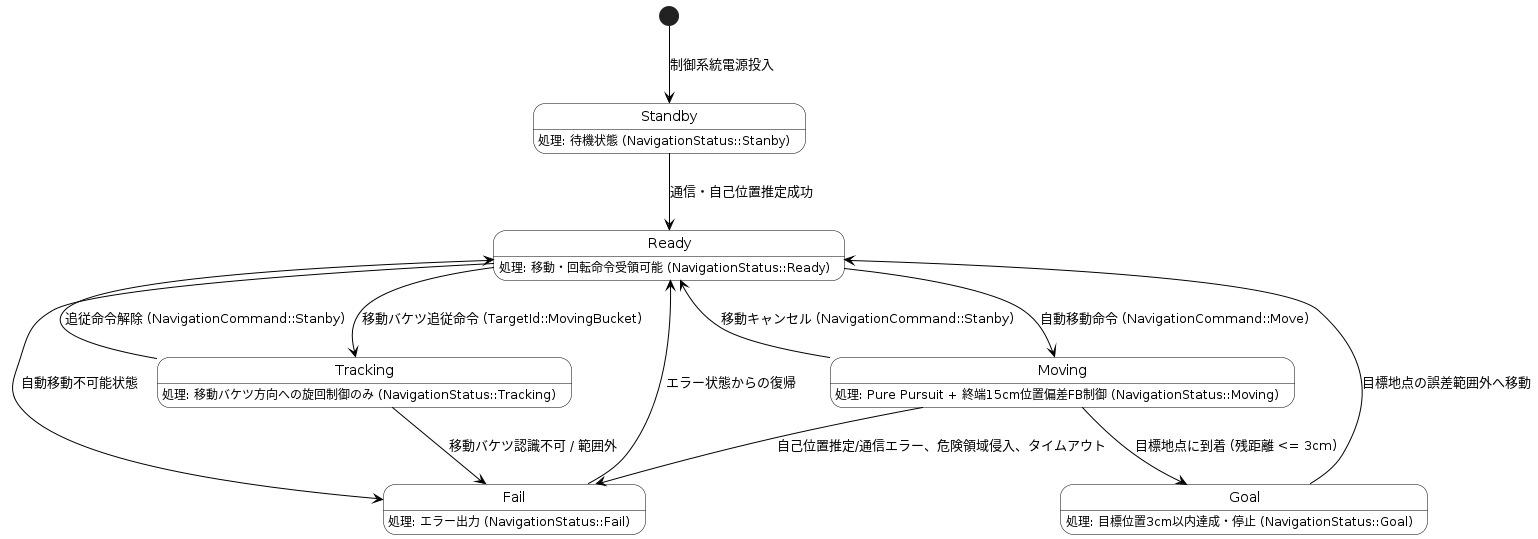 制御系統電源投入
Standby
処理: 待機状態 (NavigationStatus::Stanby)
通信・自己位置推定成功
Ready
処理: 移動・回転命令受領可能 (NavigationStatus::Ready)
追従命令解除 (NavigationCommand::Stanby)
移動バケツ追従命令 (TargetId::MovingBucket)
移動キャンセル (NavigationCommand::Stanby)
自動移動命令 (NavigationCommand::Move)
自動移動不可能状態
Tracking
処理: 移動バケツ方向への旋回制御のみ (NavigationStatus::Tracking)
エラー状態からの復帰
Moving
処理: Pure Pursuit + 終端15cm位置偏差FB制御 (NavigationStatus::Moving)
目標地点の誤差範囲外へ移動
移動バケツ認識不可 / 範囲外
自己位置推定/通信エラー、危険領域侵入、タイムアウト
目標地点に到着 (残距離 <= 3cm)
Fail
処理: エラー出力 (NavigationStatus::Fail)
Goal
処理: 目標位置3cm以内達成・停止 (NavigationStatus::Goal)